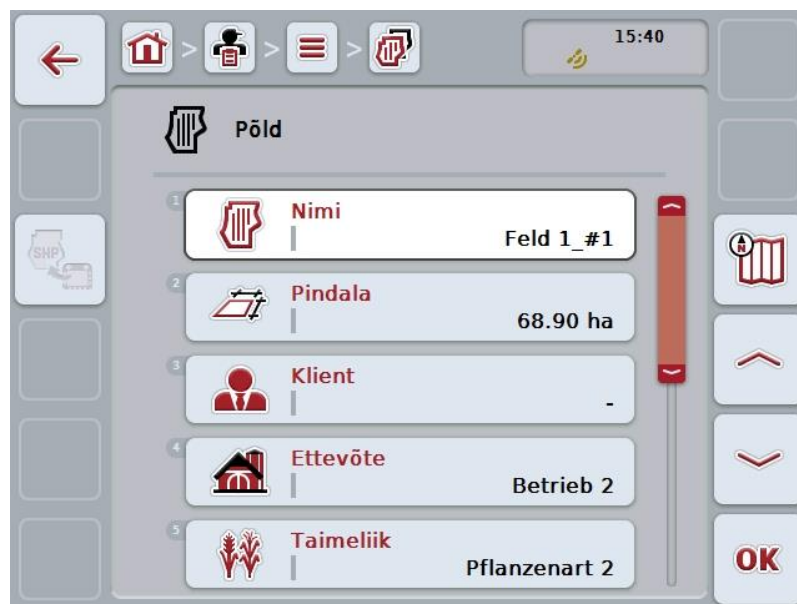 15:40
Põld
1
Nimi
Feld 1_#1
2
Pindala
68.90 ha
3
Klient
-
SHP
N
4
Ettevõte
Betrieb 2
5
Taimeliik
Pflanzenart 2
OK